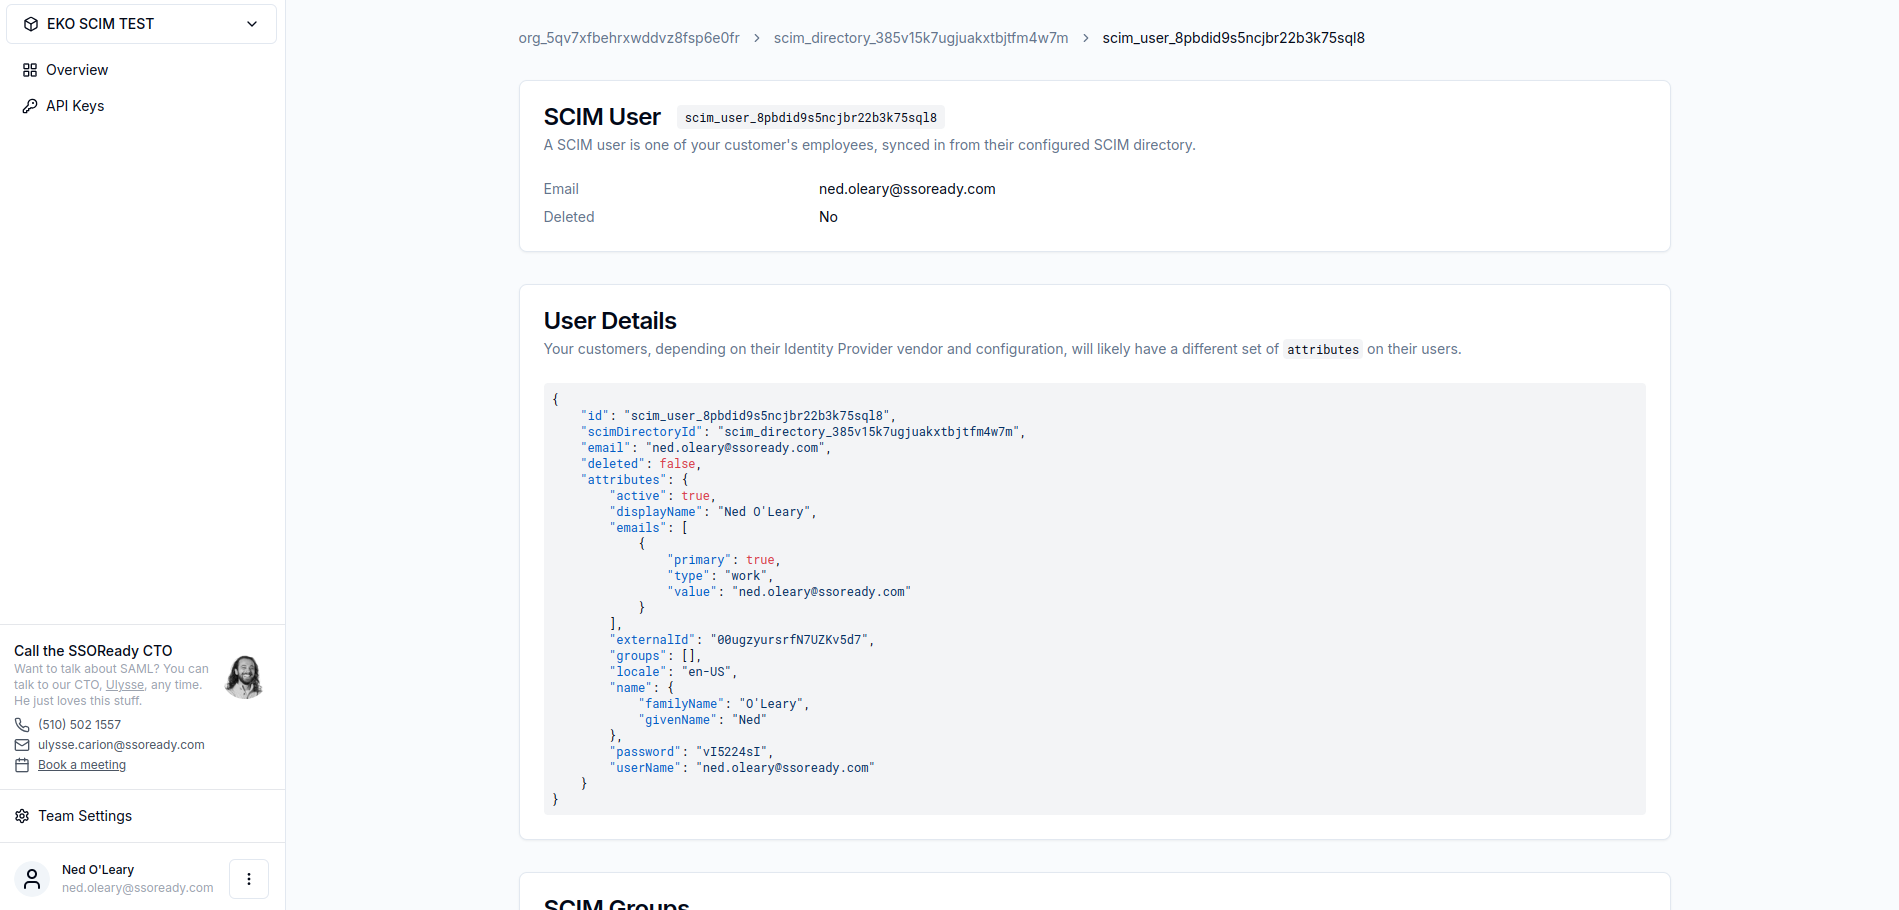 EKO SCIM TEST
Overview
API Keys
Call the SSOReady CTO
Want to talk about SAML? You can
talk to our CTO, Ulysse, any time.
He just loves this stuff.
(510) 502 1557
ulysse.carion@ssoready.com
Book a meeting
Team Settings
Ned O'Leary
ned.oleary@ssoready.com
org_5qv7xfbehrxwddvz8fsp6e0fr > scim_directory_385v15k7ugjuakxtbjtfm4w7m > scim_user_8pbdid9s5ncjbr22b3k75sql8
SCIM User scim_user_8pbdid9s5ncjbr22b3k75sql8
A SCIM user is one of your customer's employees, synced in from their configured SCIM directory.
Email ned.oleary@ssoready.com
Deleted No
User Details
Your customers, depending on their Identity Provider vendor and configuration, will likely have a different set of attributes on their users.
{
    "id": "scim_user_8pbdid9s5ncjbr22b3k75sql8",
    "scimDirectoryId": "scim_directory_385v15k7ugjuakxtbjtfm4w7m",
    "email": "ned.oleary@ssoready.com",
    "deleted": false,
    "attributes": {
        "active": true,
        "displayName": "Ned O'Leary",
        "emails": [
            {
                "primary": true,
                "type": "work",
                "value": "ned.oleary@ssoready.com"
            }
        ],
        "externalId": "00ugzyursrfN7UZKv5d7",
        "groups": [],
        "locale": "en-US",
        "name": {
            "familyName": "O'Leary",
            "givenName": "Ned"
        },
        "password": "vI5224sI",
        "userName": "ned.oleary@ssoready.com"
    }
}
SCIM Groups